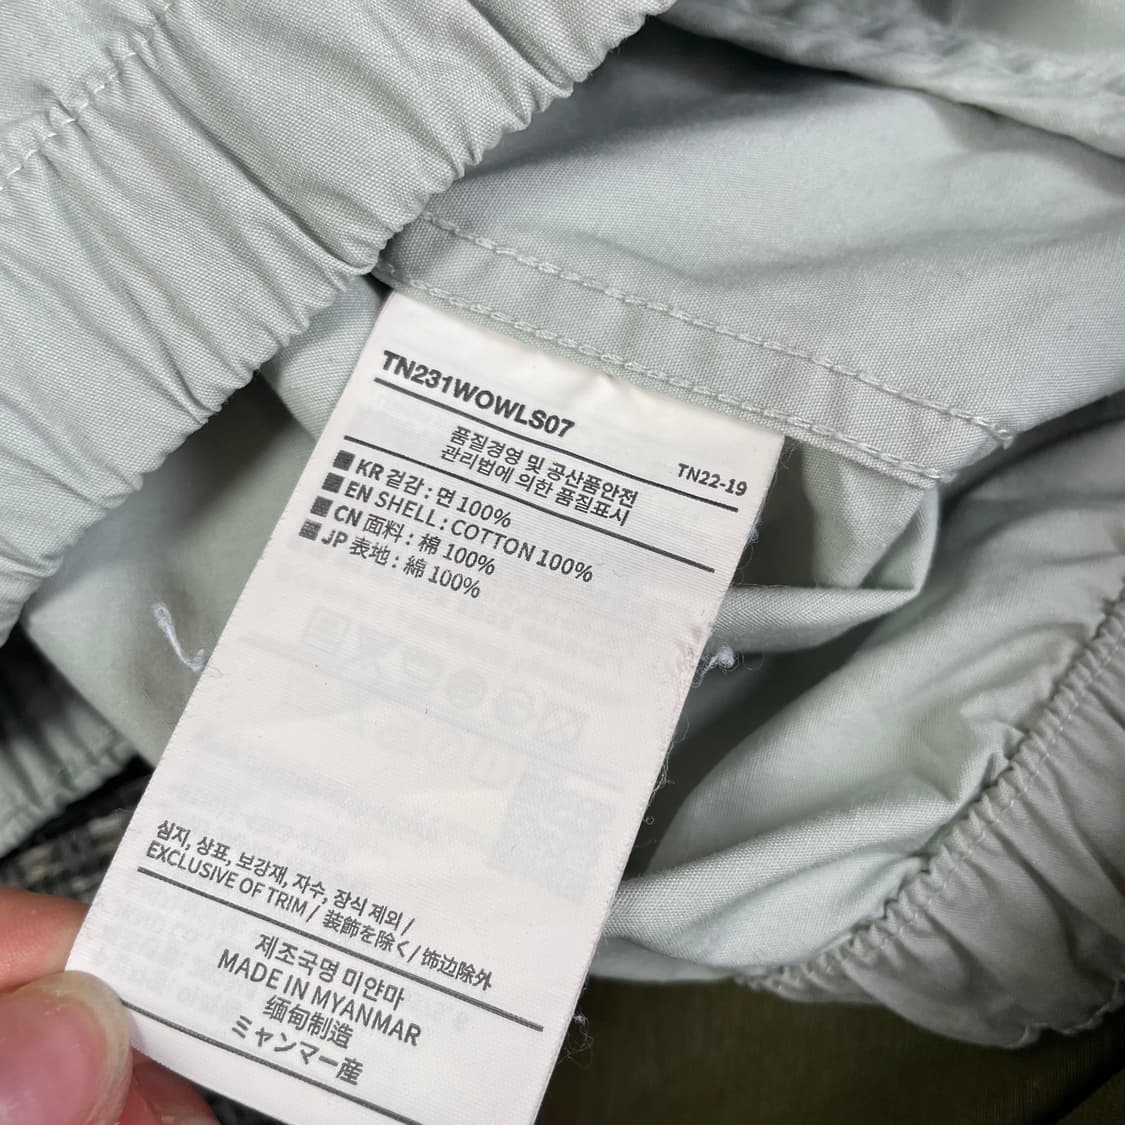 TN231WOWLS07
TN22-19
품질경영 및 공산품안전
관리법에 의한 품질표시
KR 겉감 : 면 100%
EN SHELL : COTTON 100%
CN 面料 : 棉 100%
JP 表地 : 綿 100%
심지, 상표, 보강재, 자수, 장식 제외 /
EXCLUSIVE OF TRIM / 装飾を除く / 饰边除外
제조국명 미얀마
MADE IN MYANMAR
缅甸制造
ミャンマー産